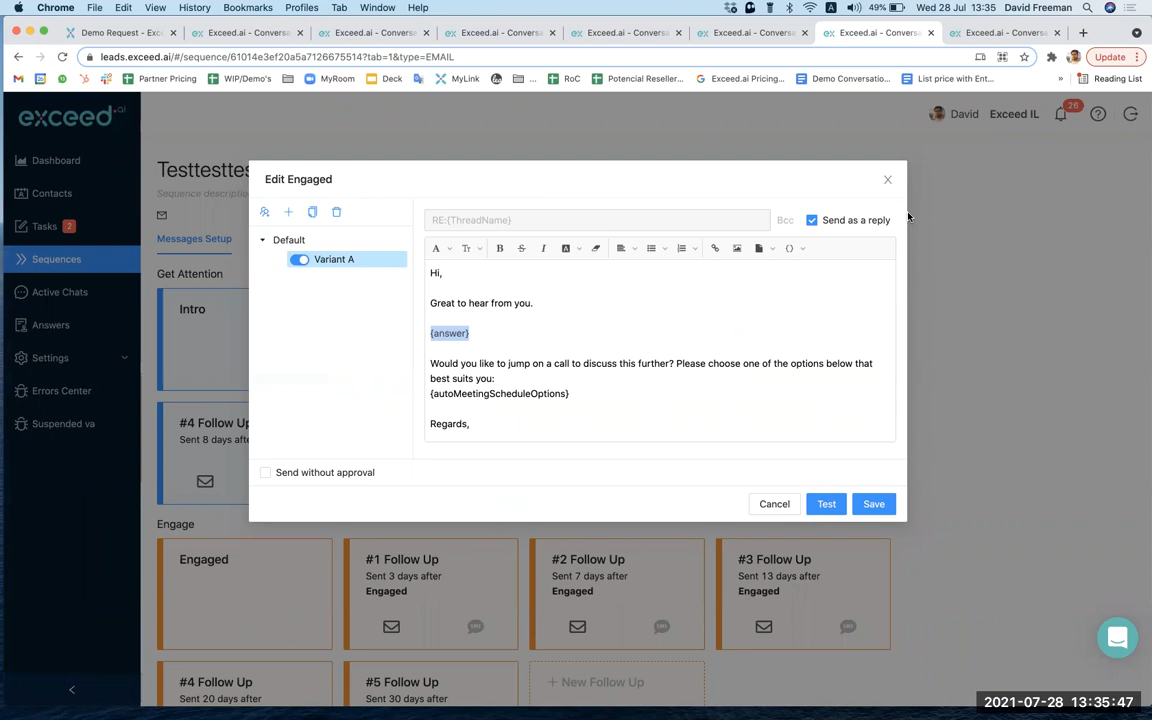 Chrome File Edit View History Bookmarks Profiles Tab Window Help 49% Wed 28 Jul 13:35 David Freeman
Demo Request - Exc Exceed.ai - Conversa Exceed.ai - Conversa Exceed.ai - Conversa Exceed.ai - Conversa Exceed.ai - Conversa Exceed.ai - Conversa Exceed.ai - Conversa
leads.exceed.ai/#/sequence/61014e3ef20a5a7126675514?tab=1&type=EMAIL Update
Partner Pricing WIP/Demo's MyRoom Deck MyLink ... RoC Potencial Reseller... Exceed.ai Pricing... Demo Conversatio... List price with Ent... » Reading List
exceed.ai
David Exceed IL 26
Dashboard
Contacts
Tasks 2
Sequences
Active Chats
Answers
Settings
Errors Center
Suspended va
Testtesttes
Sequence descriptio
Messages Setup
Get Attention
Intro
#4 Follow Up
Sent 8 days afte
Edit Engaged
Default
Variant A
RE:{ThreadName} Bcc Send as a reply
Hi,
Great to hear from you.
{answer}
Would you like to jump on a call to discuss this further? Please choose one of the options below that
best suits you:
{autoMeetingScheduleOptions}
Regards,
Send without approval
Cancel Test Save
Engage
Engaged
#1 Follow Up
Sent 3 days after
Engaged
SMS
#2 Follow Up
Sent 7 days after
Engaged
SMS
#3 Follow Up
Sent 13 days after
Engaged
SMS
#4 Follow Up
Sent 20 days after
#5 Follow Up
Sent 30 days after
+ New Follow Up
2021-07-28 13:35:47